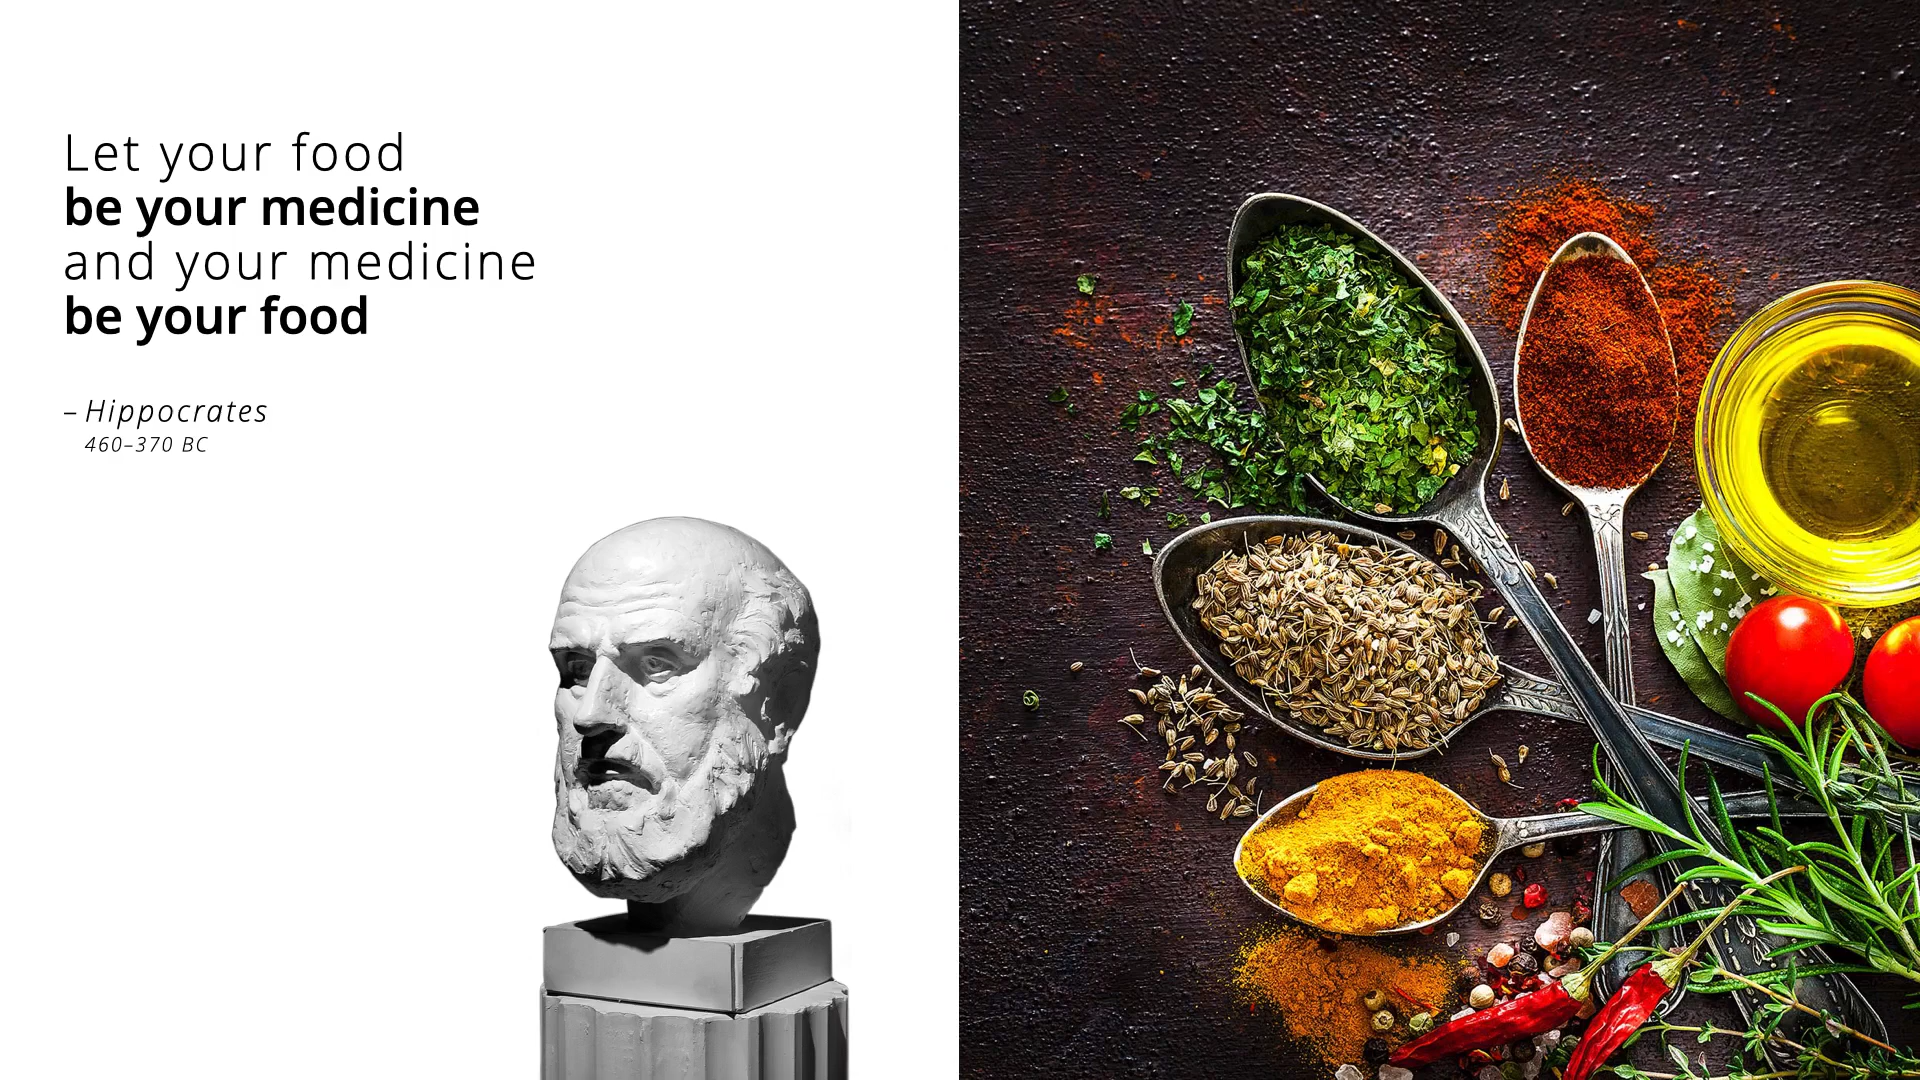 Let your food
be your medicine
and your medicine
be your food
– Hippocrates
460–370 BC